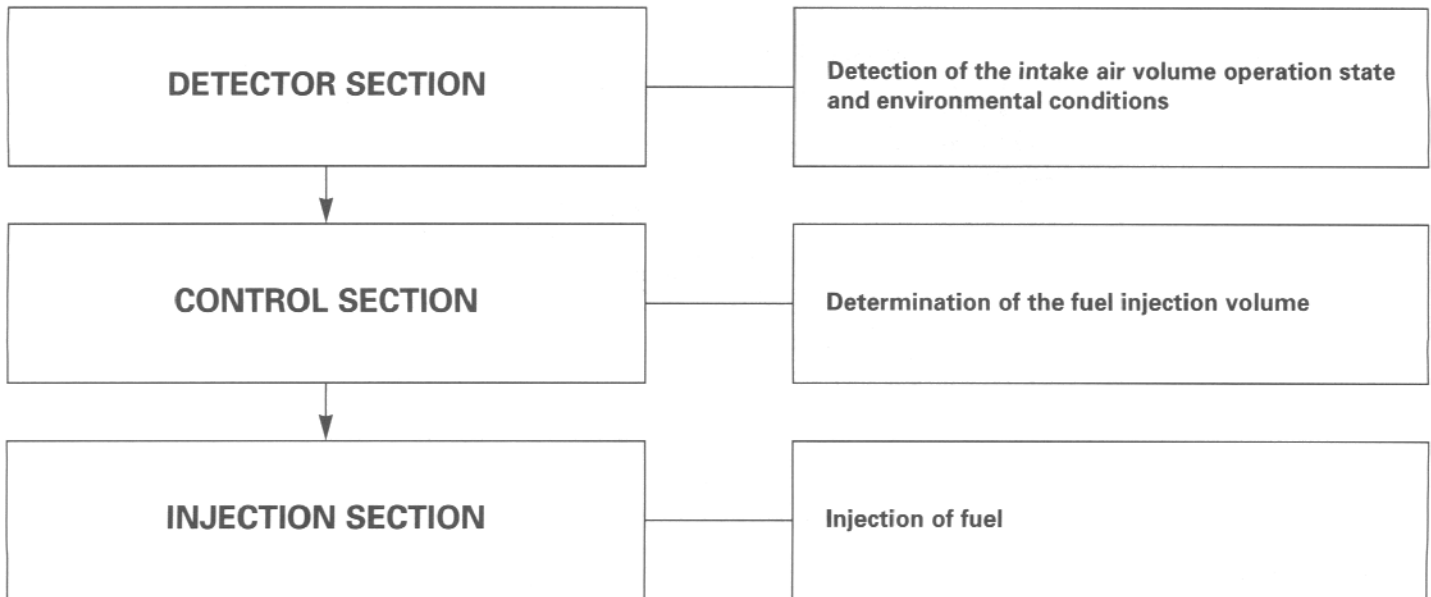 DETECTOR SECTION
Detection of the intake air volume operation state
and environmental conditions
CONTROL SECTION
Determination of the fuel injection volume
INJECTION SECTION
Injection of fuel